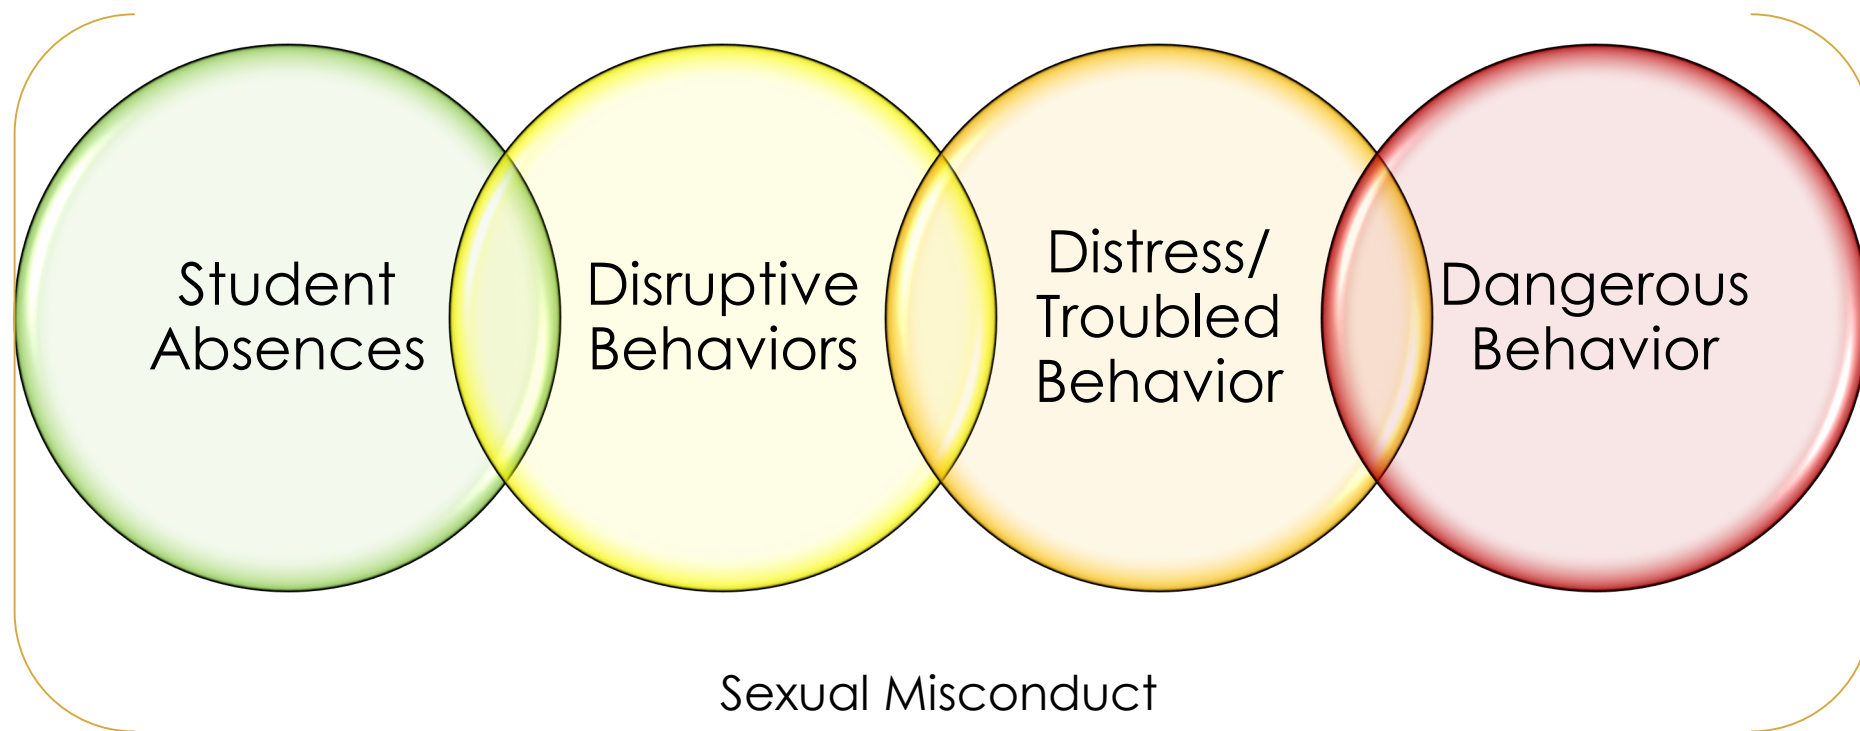 Student
Absences
Disruptive
Behaviors
Distress/
Troubled
Behavior
Dangerous
Behavior
Sexual Misconduct